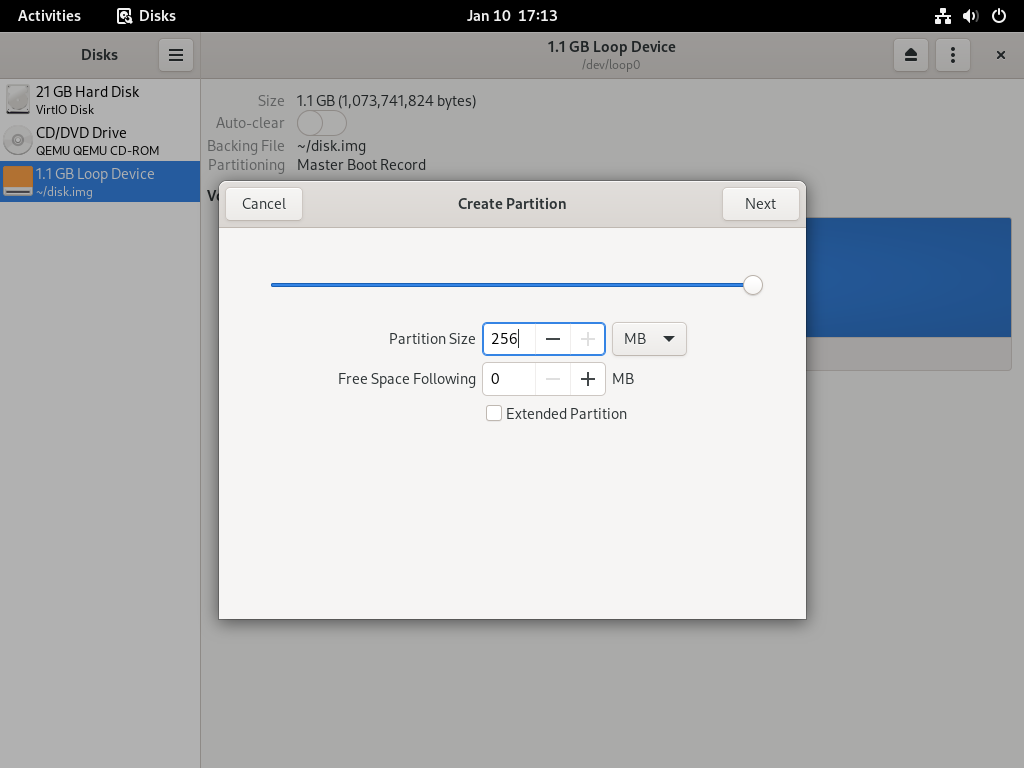 Activities Disks Jan 10 17:13
Disks
1.1 GB Loop Device
/dev/loop0
21 GB Hard Disk
VirtIO Disk
CD/DVD Drive
QEMU QEMU CD-ROM
1.1 GB Loop Device
~/disk.img
Size 1.1 GB (1,073,741,824 bytes)
Auto-clear
Backing File ~/disk.img
Partitioning Master Boot Record
Cancel Create Partition Next
Partition Size 256 MB
Free Space Following 0 MB
Extended Partition